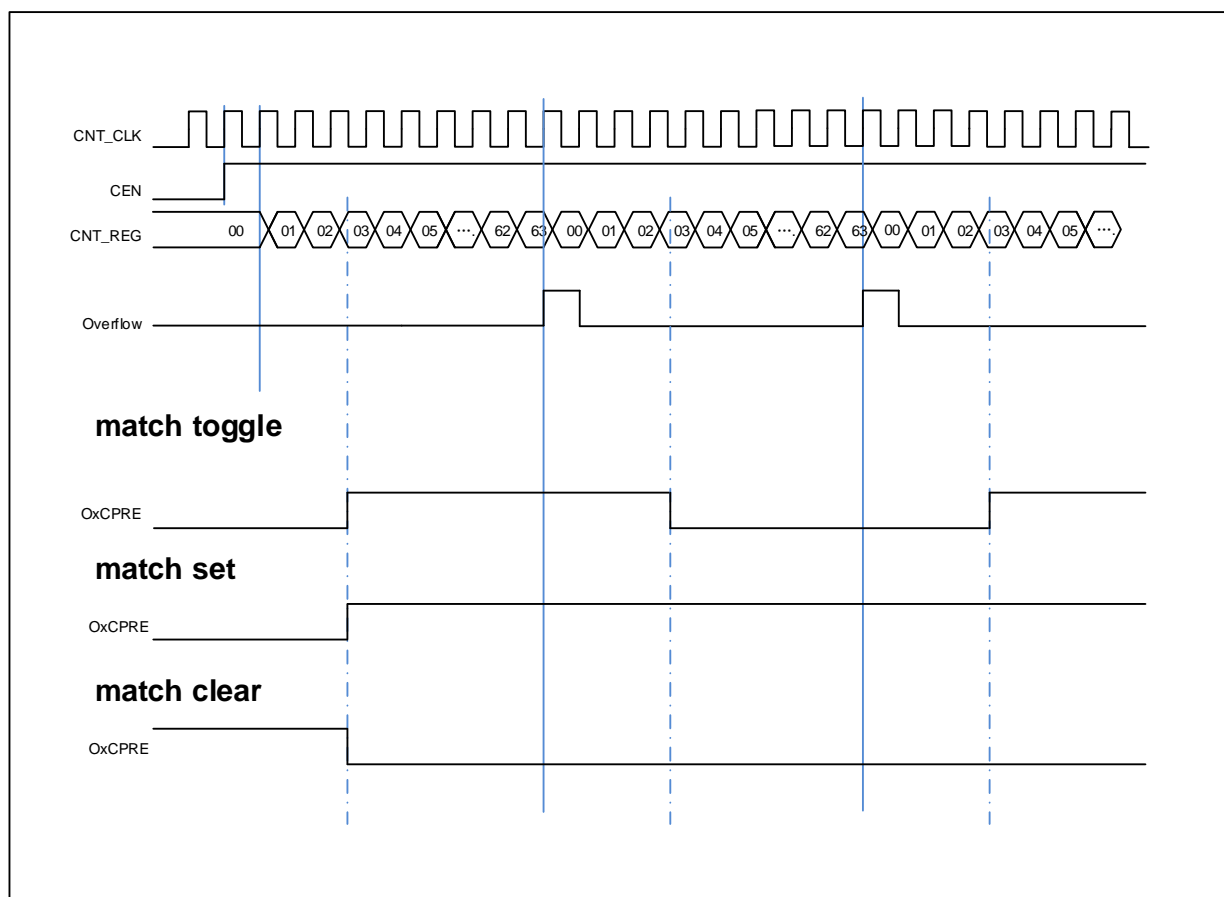 CNT_CLK
CEN
CNT_REG 00 01 02 03 04 05 .... 62 63 00 01 02 03 04 05 .... 62 63 00 01 02 03 04 05 ....
Overflow
match toggle
OxCPRE
match set
OxCPRE
match clear
OxCPRE